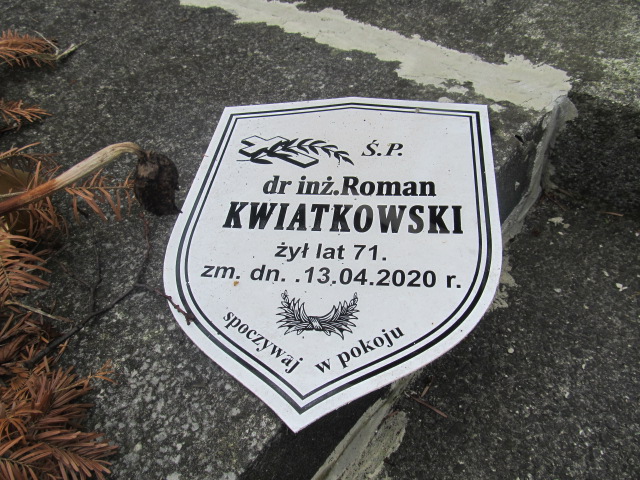 Ś.P.
dr inż.Roman
KWIATKOWSKI
żył lat 71.
zm. dn. .13.04.2020 r.
spoczywaj w pokoju